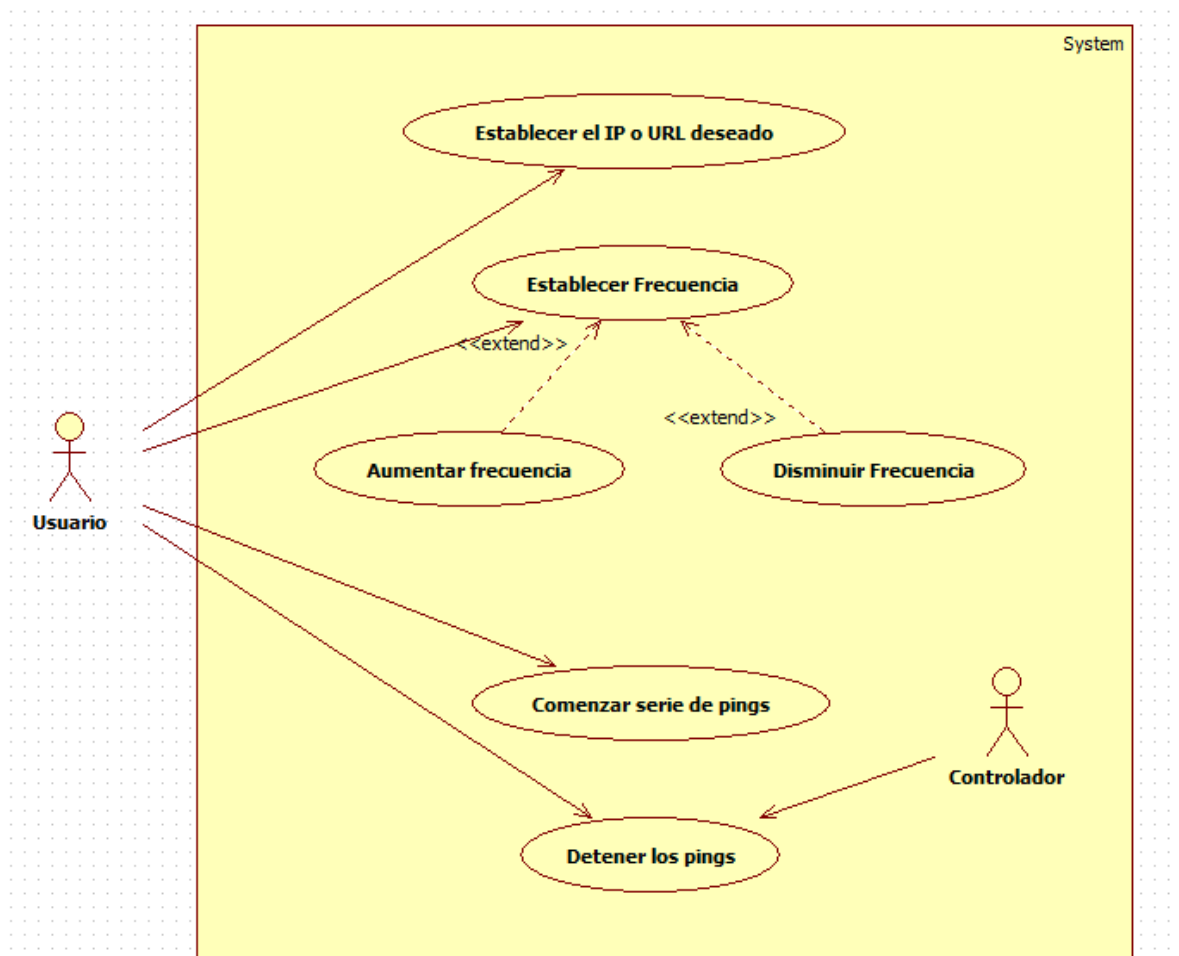 System
Establecer el IP o URL deseado
Establecer Frecuencia
<<extend>>
<<extend>>
Aumentar frecuencia
Disminuir Frecuencia
Usuario
Comenzar serie de pings
Controlador
Detener los pings